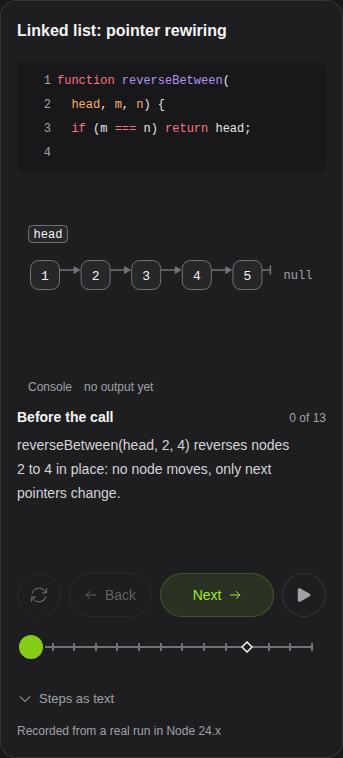 Linked list: pointer rewiring
1 function reverseBetween(
2 head, m, n) {
3 if (m === n) return head;
4
head
1 2 3 4 5 null
Console no output yet
Before the call 0 of 13
reverseBetween(head, 2, 4) reverses nodes
2 to 4 in place: no node moves, only next
pointers change.
← Back Next →
Steps as text
Recorded from a real run in Node 24.x